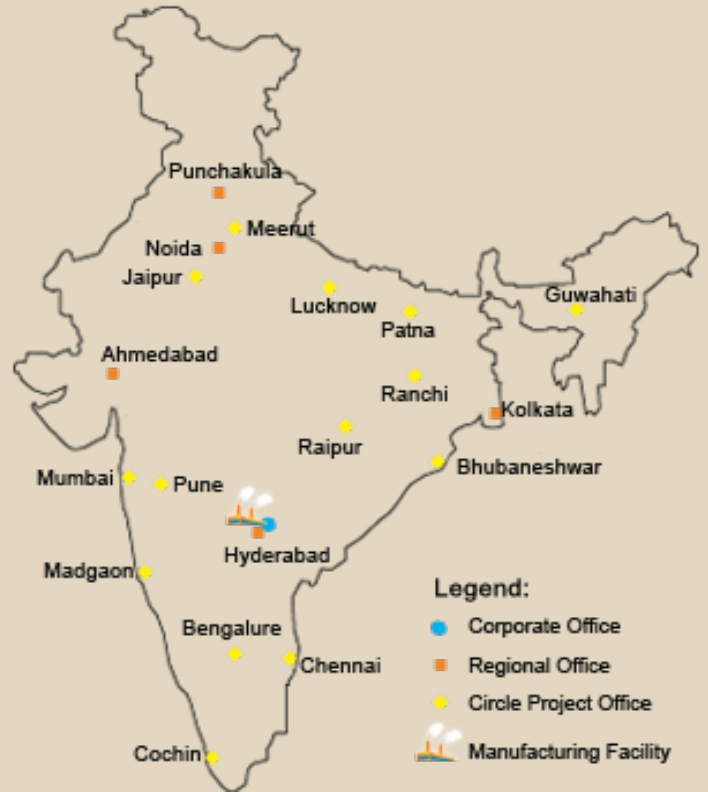 Punchakula
Meerut
Noida
Jaipur
Lucknow
Guwahati
Patna
Ahmedabad
Ranchi
Kolkata
Raipur
Bhubaneshwar
Mumbai
Pune
Hyderabad
Madgaon
Legend:
Corporate Office
Bengalure
Chennai
Regional Office
Circle Project Office
Cochin
Manufacturing Facility